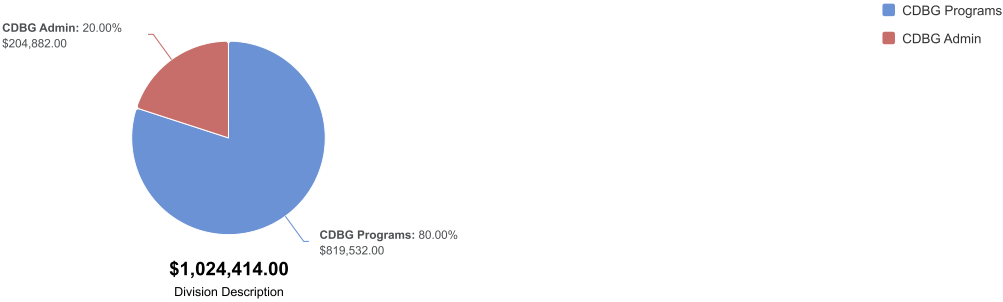 CDBG Programs
CDBG Admin
CDBG Admin: 20.00%
$204,882.00
CDBG Programs: 80.00%
$819,532.00
$1,024,414.00
Division Description